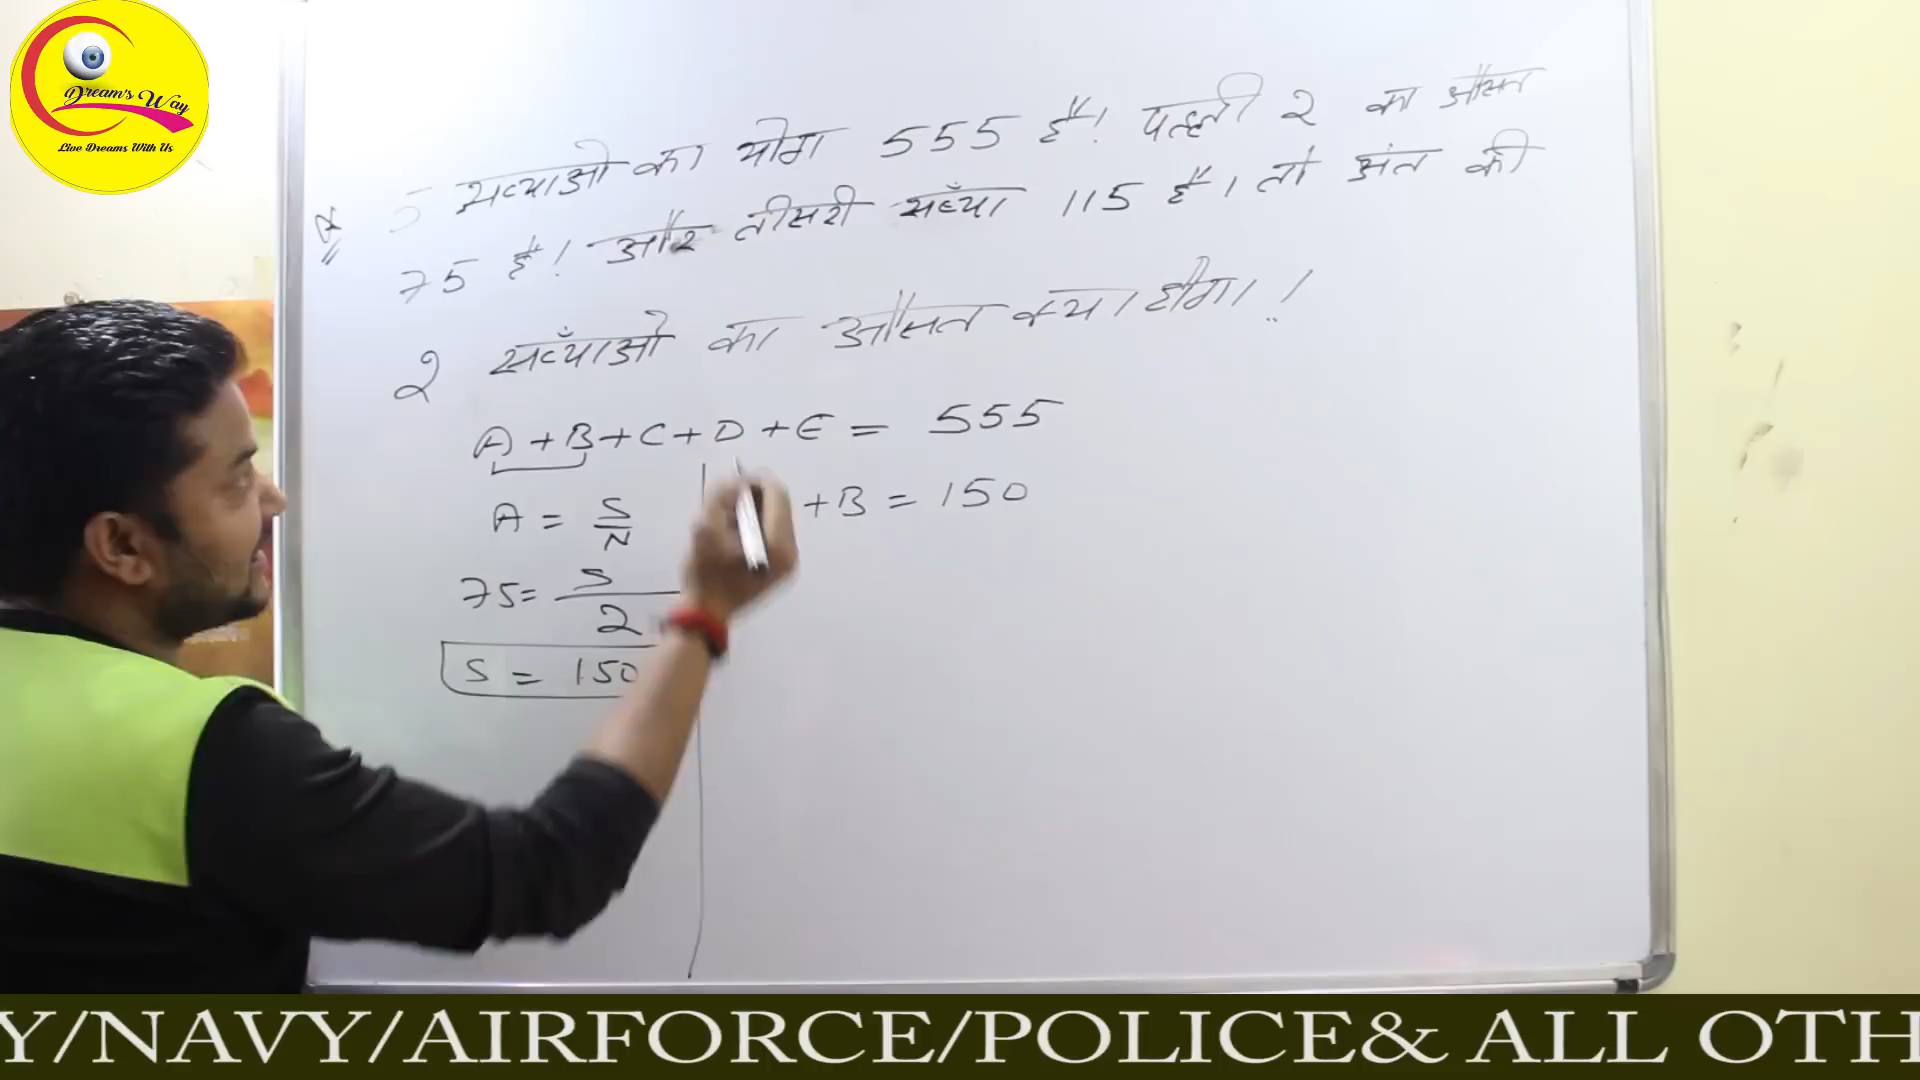 Dream's Way
Live Dreams With Us
Q 5 संख्याओ का योग 555 है। पहली 2 का औसत
75 है। और तीसरी संख्या 115 है। तो अंत की
2 संख्याओ का औसत क्या होगा।
A + B + C + D + E = 555
A = S/N
+ B = 150
75 = S/2
S = 150
Y/NAVY/AIRFORCE/POLICE& ALL OTH